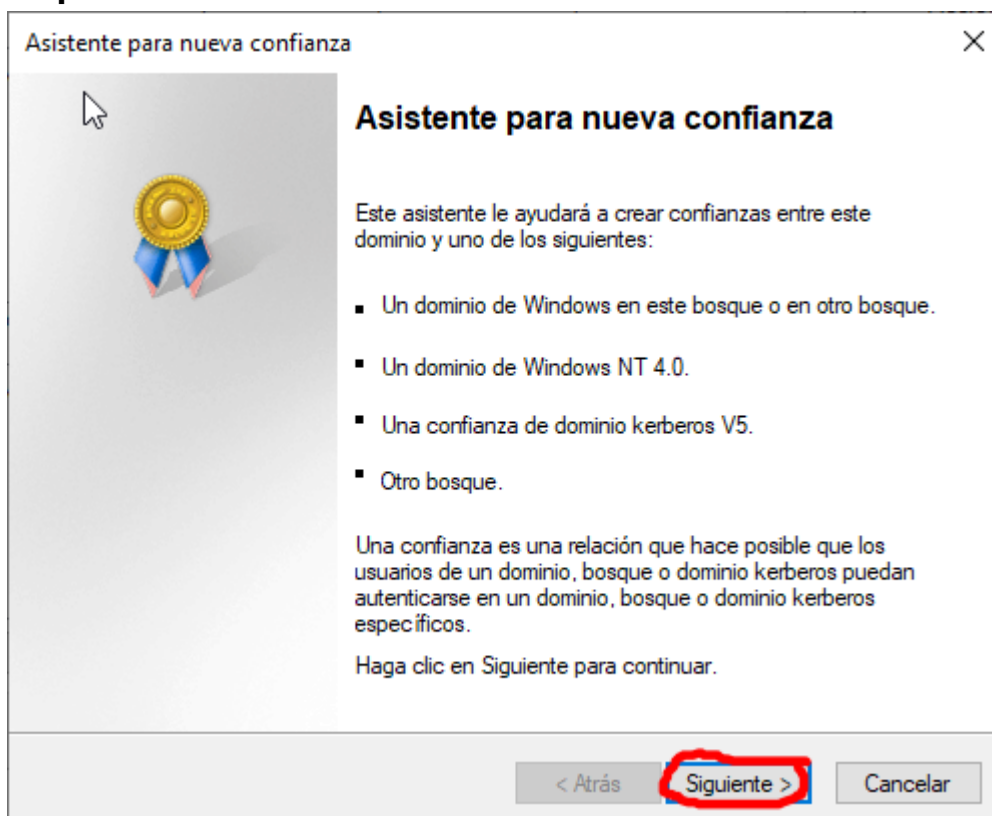 Asistente para nueva confianza
Asistente para nueva confianza
Este asistente le ayudará a crear confianzas entre este
dominio y uno de los siguientes:
▪ Un dominio de Windows en este bosque o en otro bosque.
▪ Un dominio de Windows NT 4.0.
▪ Una confianza de dominio kerberos V5.
▪ Otro bosque.
Una confianza es una relación que hace posible que los
usuarios de un dominio, bosque o dominio kerberos puedan
autenticarse en un dominio, bosque o dominio kerberos
específicos.
Haga clic en Siguiente para continuar.
< Atrás Siguiente > Cancelar